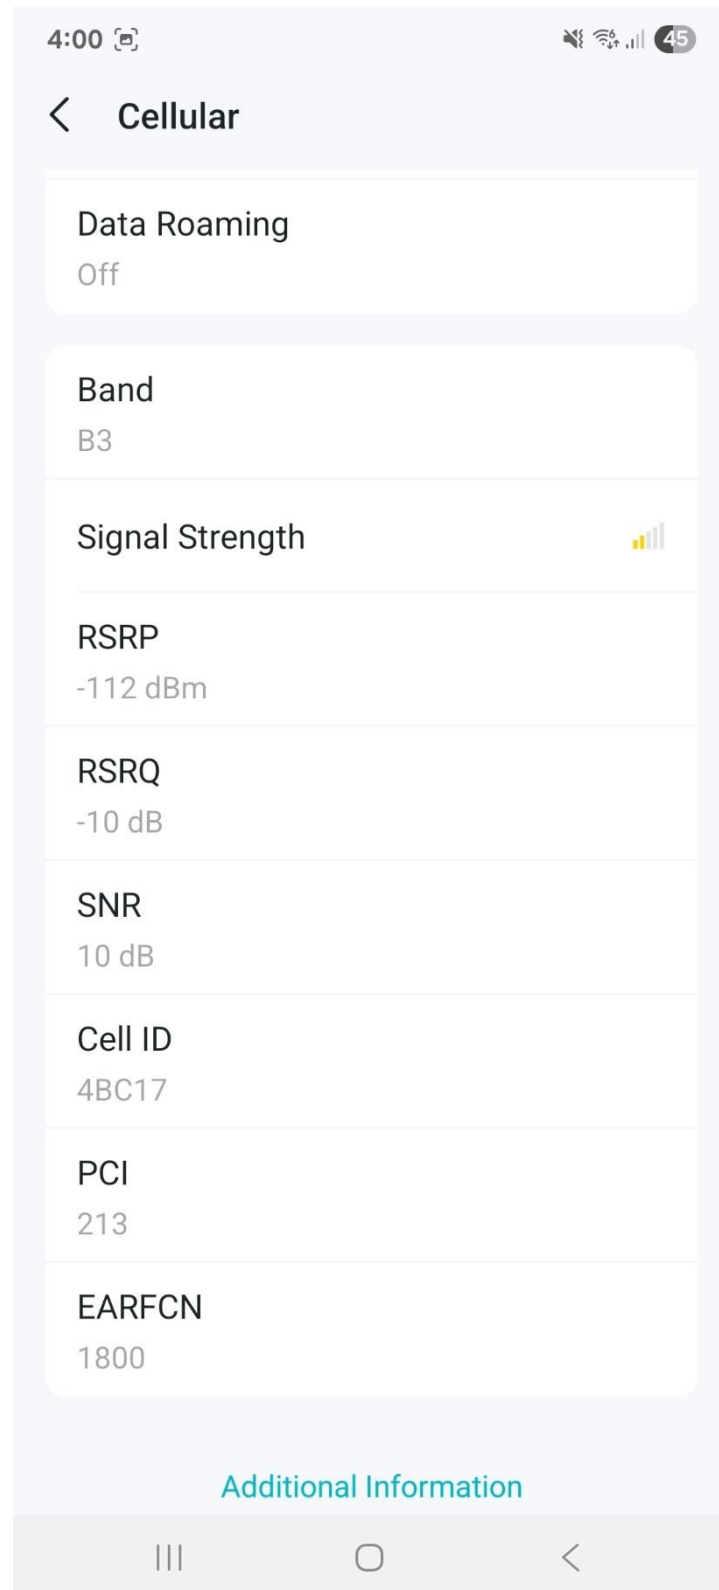 4:00
45
Cellular
Data Roaming
Off
Band
B3
Signal Strength
RSRP
-112 dBm
RSRQ
-10 dB
SNR
10 dB
Cell ID
4BC17
PCI
213
EARFCN
1800
Additional Information